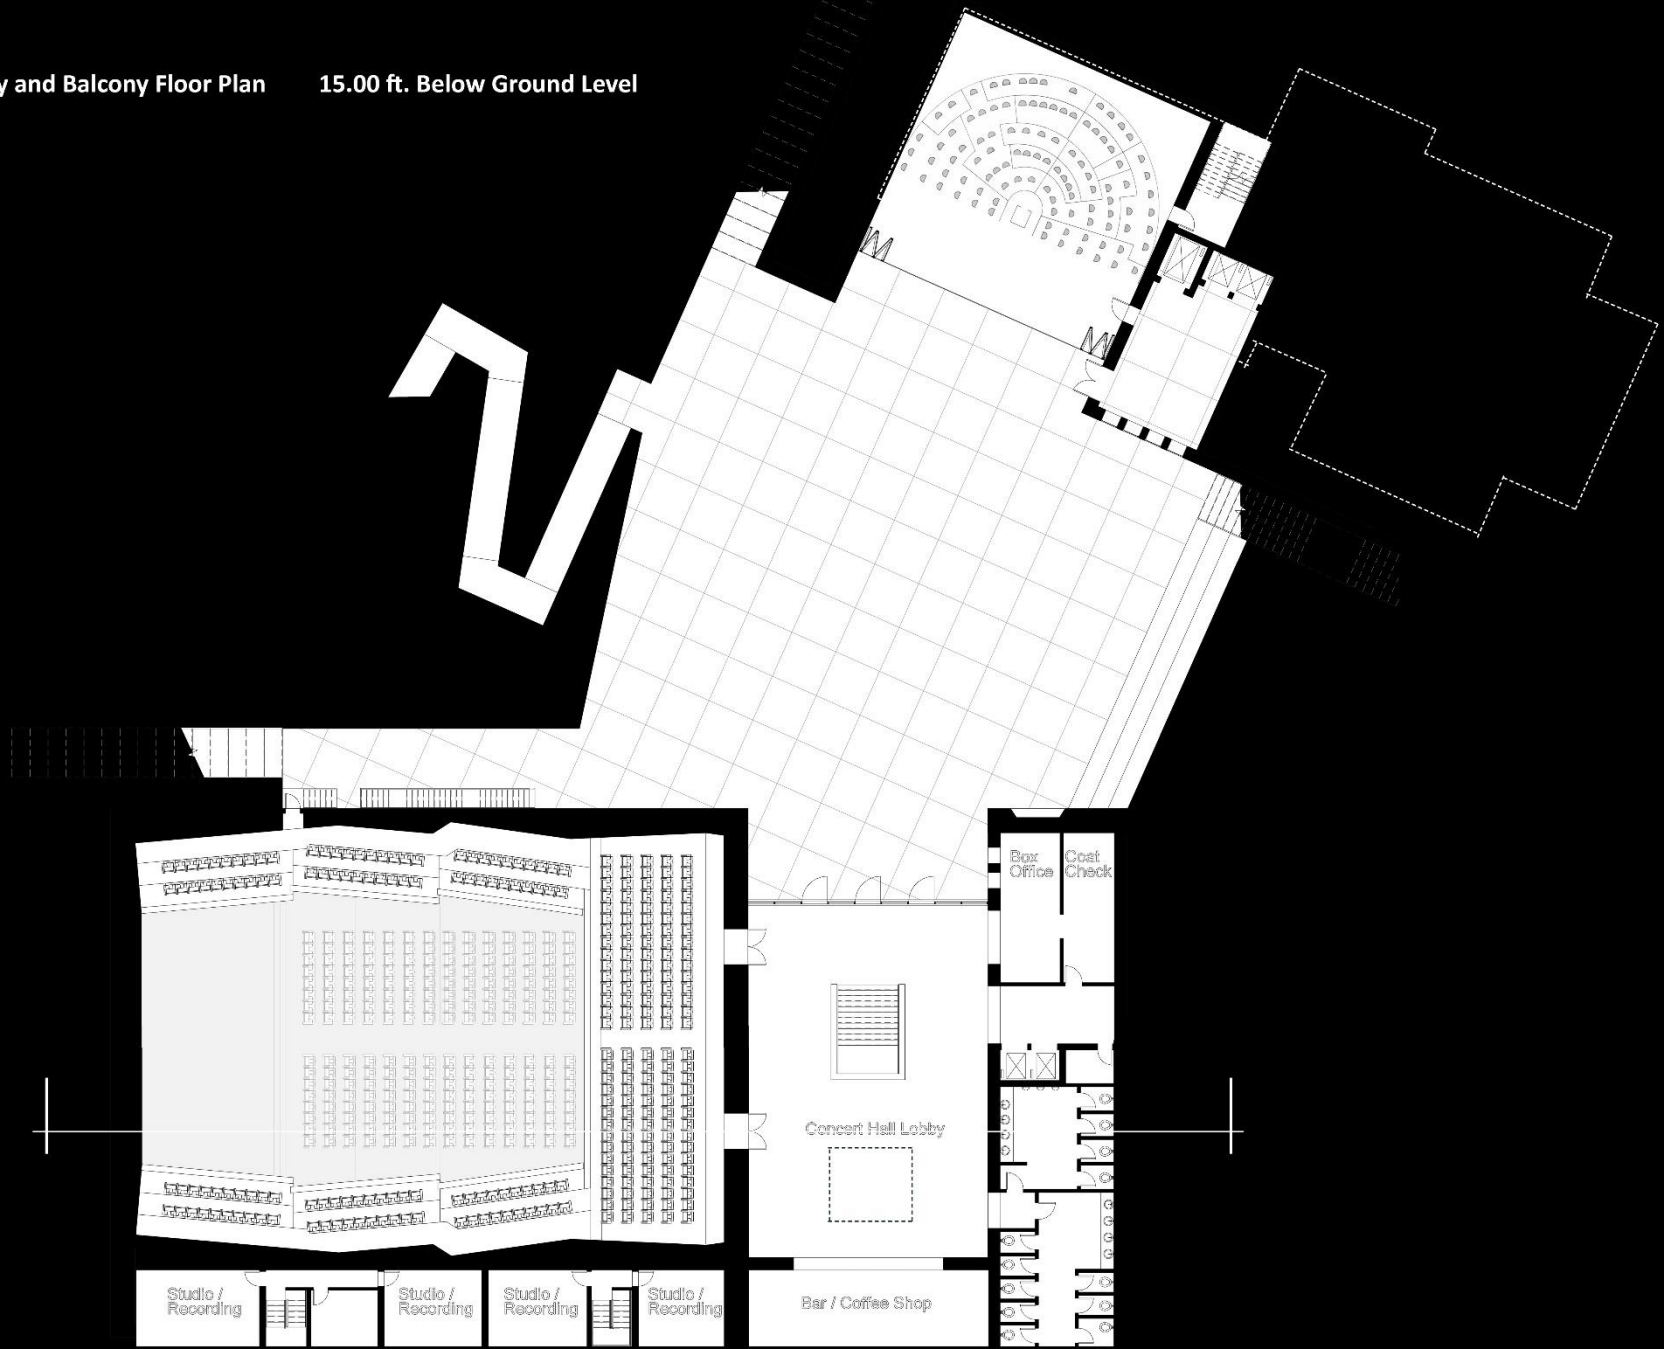 y and Balcony Floor Plan 15.00 ft. Below Ground Level
Box
Office
Coat
Check
Concert Hall Lobby
Studio /
Recording
Studio /
Recording
Studio /
Recording
Studio /
Recording
Bar / Coffee Shop